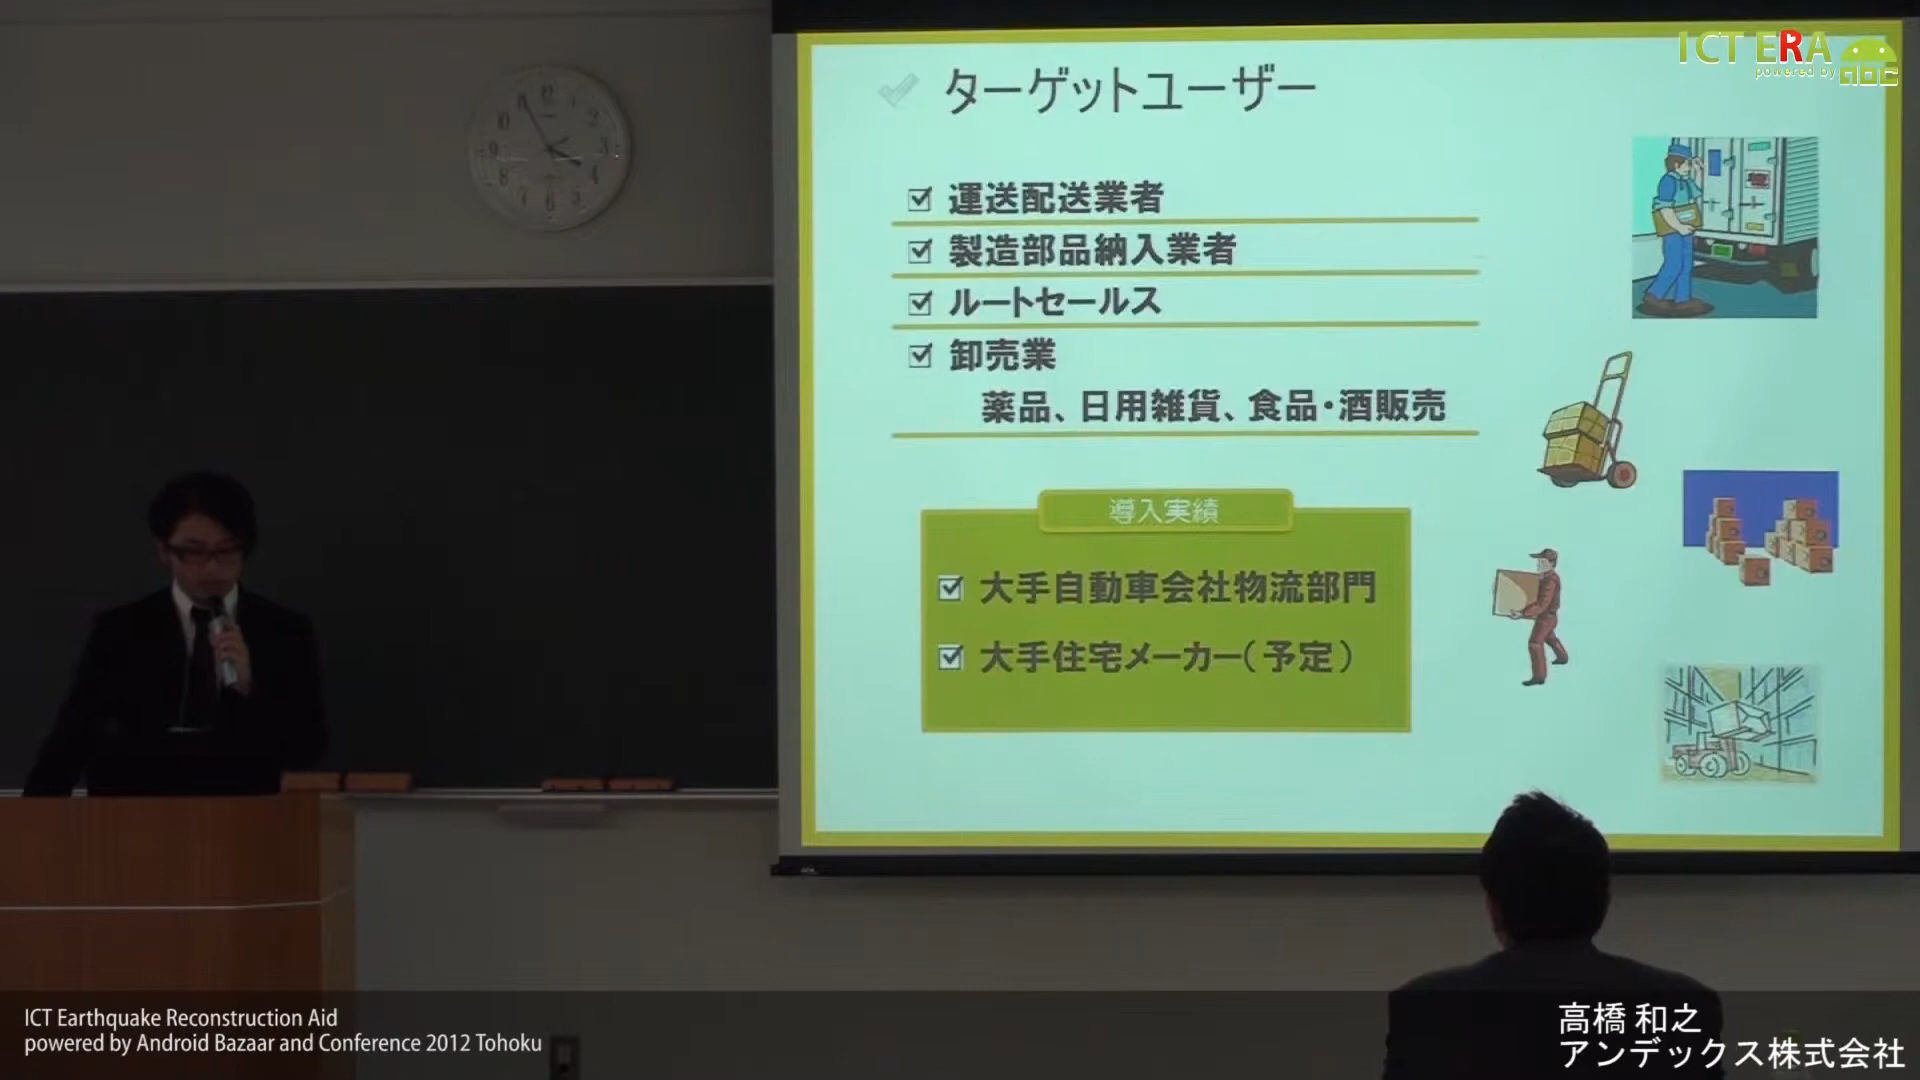 ICT ERA
powered by ABC
ターゲットユーザー
運送配送業者
製造部品納入業者
ルートセールス
卸売業
薬品、日用雑貨、食品・酒販売
導入実績
大手自動車会社物流部門
大手住宅メーカー(予定)
ICT Earthquake Reconstruction Aid
powered by Android Bazaar and Conference 2012 Tohoku
高橋 和之
アンデックス株式会社